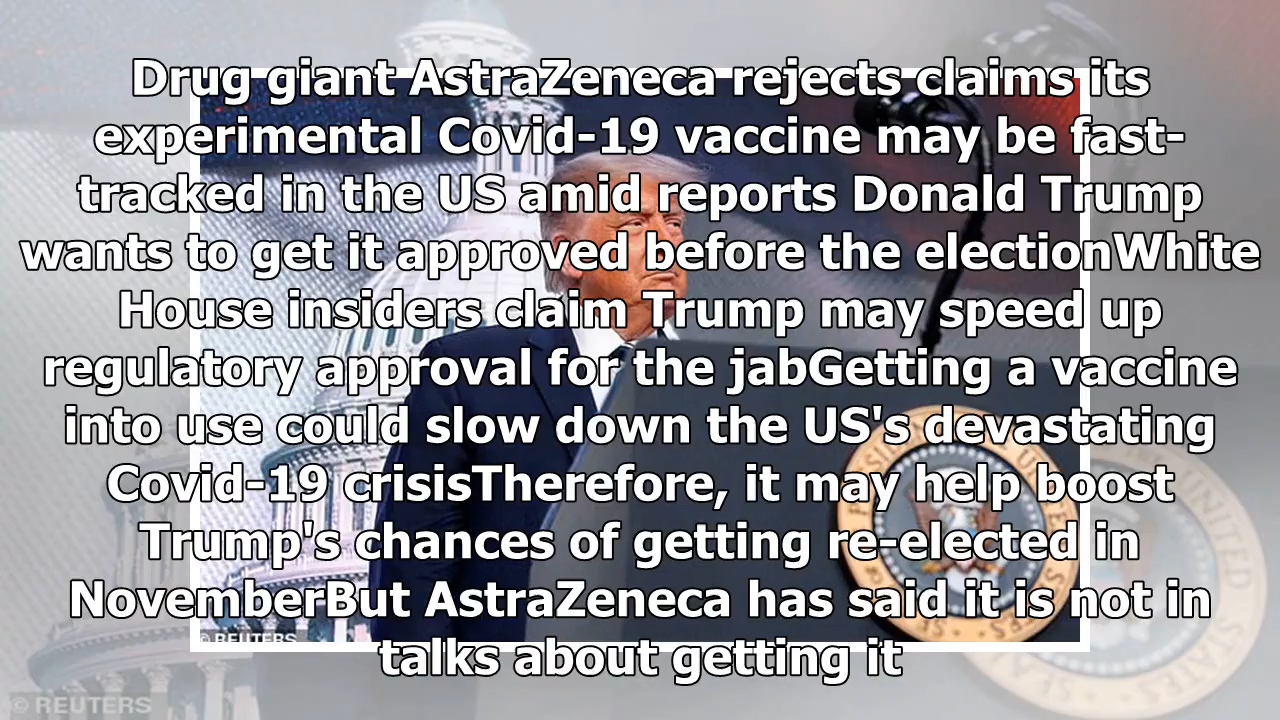 Drug giant AstraZeneca rejects claims its
experimental Covid-19 vaccine may be fast-
tracked in the US amid reports Donald Trump
wants to get it approved before the electionWhite
House insiders claim Trump may speed up
regulatory approval for the jabGetting a vaccine
into use could slow down the US's devastating
Covid-19 crisisTherefore, it may help boost
Trump's chances of getting re-elected in
NovemberBut AstraZeneca has said it is not in
talks about getting it
© REUTERS
© REUTERS
UNITED